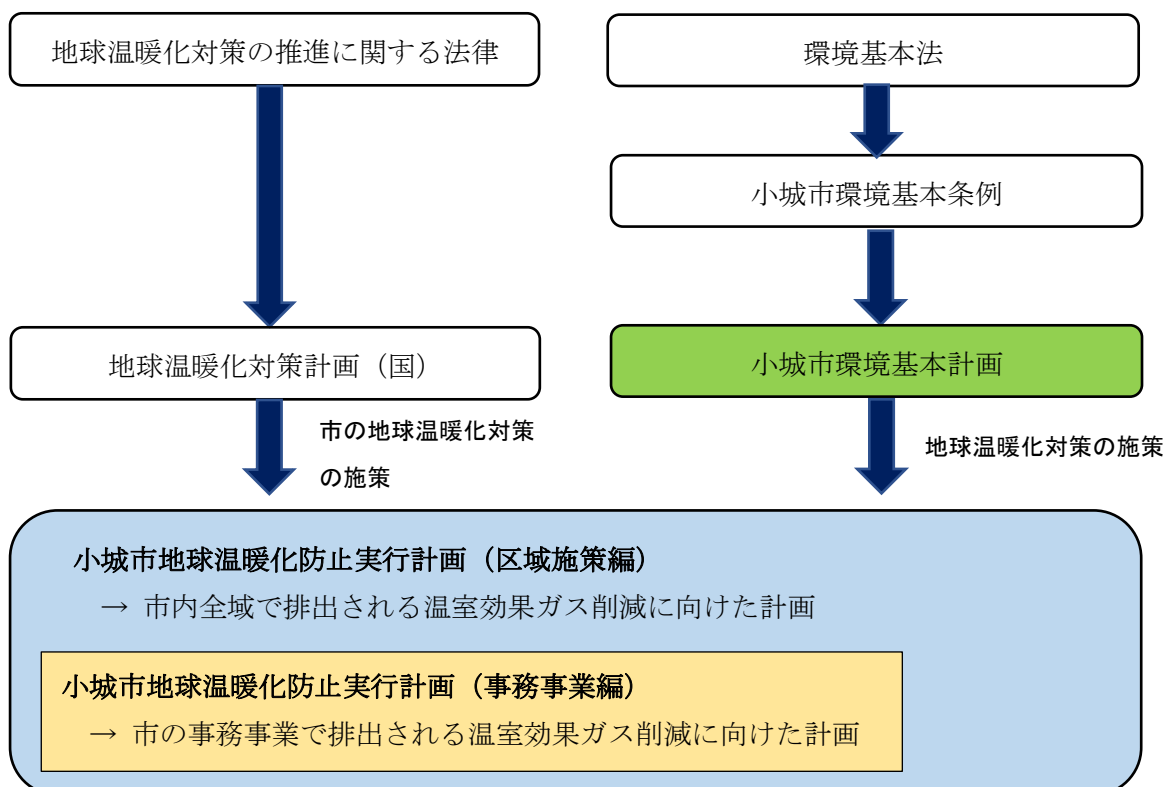 地球温暖化対策の推進に関する法律
環境基本法
小城市環境基本条例
地球温暖化対策計画（国）
小城市環境基本計画
市の地球温暖化対策
の施策
地球温暖化対策の施策
小城市地球温暖化防止実行計画（区域施策編）
→ 市内全域で排出される温室効果ガス削減に向けた計画
小城市地球温暖化防止実行計画（事務事業編）
→ 市の事務事業で排出される温室効果ガス削減に向けた計画